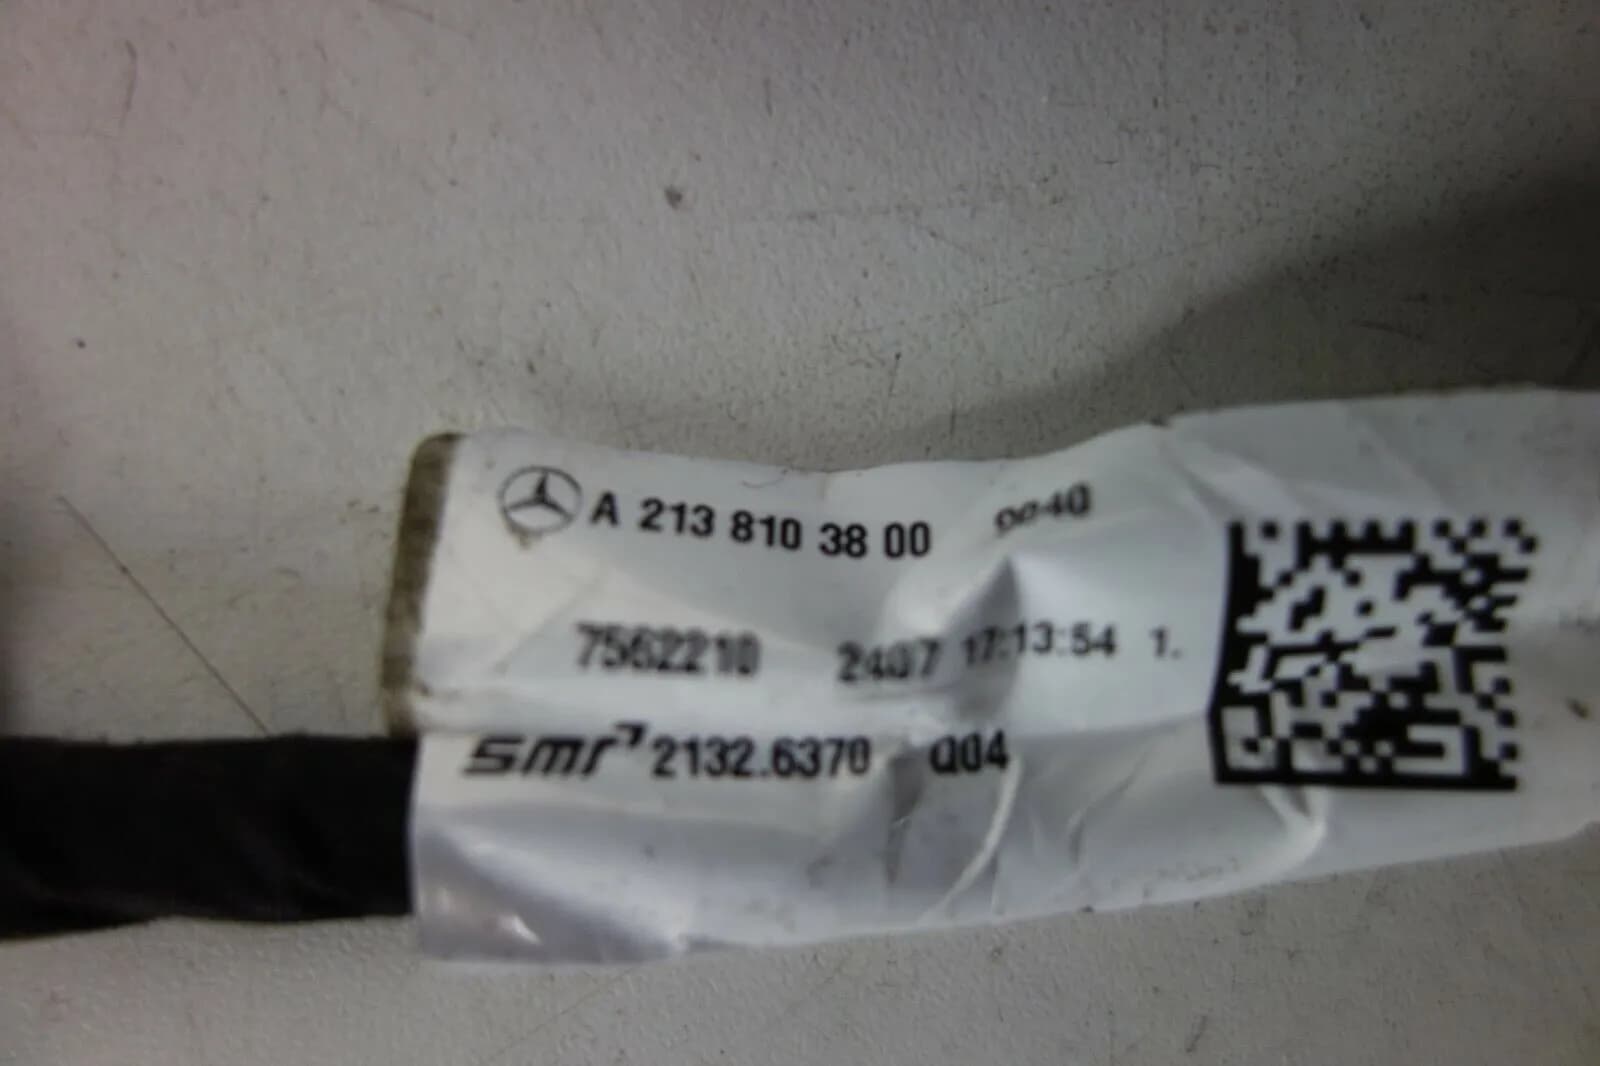 A 213 810 38 00
7562210 2407 17:13:54 1.
smr 2132.6370 Q04